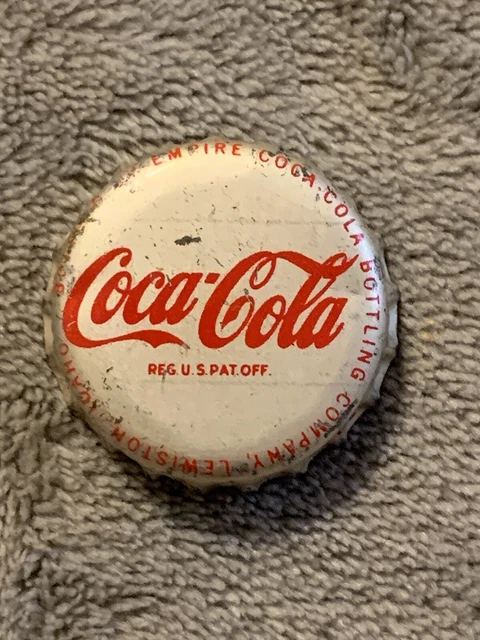 EMPIRE COCA-COLA BOTTLING COMPANY, LEWISTON, IDAHO
Coca-Cola
REG. U.S. PAT. OFF.